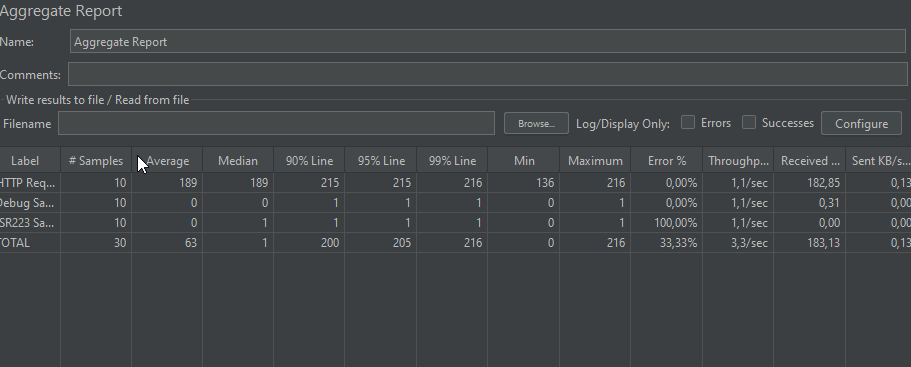 Aggregate Report
Name: Aggregate Report
Comments:
Write results to file / Read from file
Filename Browse... Log/Display Only: Errors Successes Configure
Label # Samples Average Median 90% Line 95% Line 99% Line Min Maximum Error % Throughp... Received ... Sent KB/s...
HTTP Req... 10 189 189 215 215 216 136 216 0,00% 1,1/sec 182,85 0,13
Debug Sa... 10 0 0 1 1 1 0 1 0,00% 1,1/sec 0,31 0,00
JSR223 Sa... 10 0 1 1 1 1 0 1 100,00% 1,1/sec 0,00 0,00
TOTAL 30 63 1 200 205 216 0 216 33,33% 3,3/sec 183,13 0,13